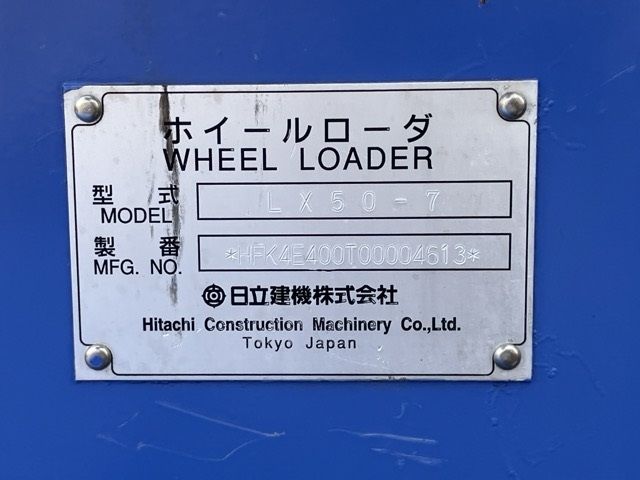 ホイールローダ
WHEEL LOADER
型式 LX50-7
MODEL
製番 *HFK4E400T00004613*
MFG. NO.
日立建機株式会社
Hitachi Construction Machinery Co.,Ltd.
Tokyo Japan